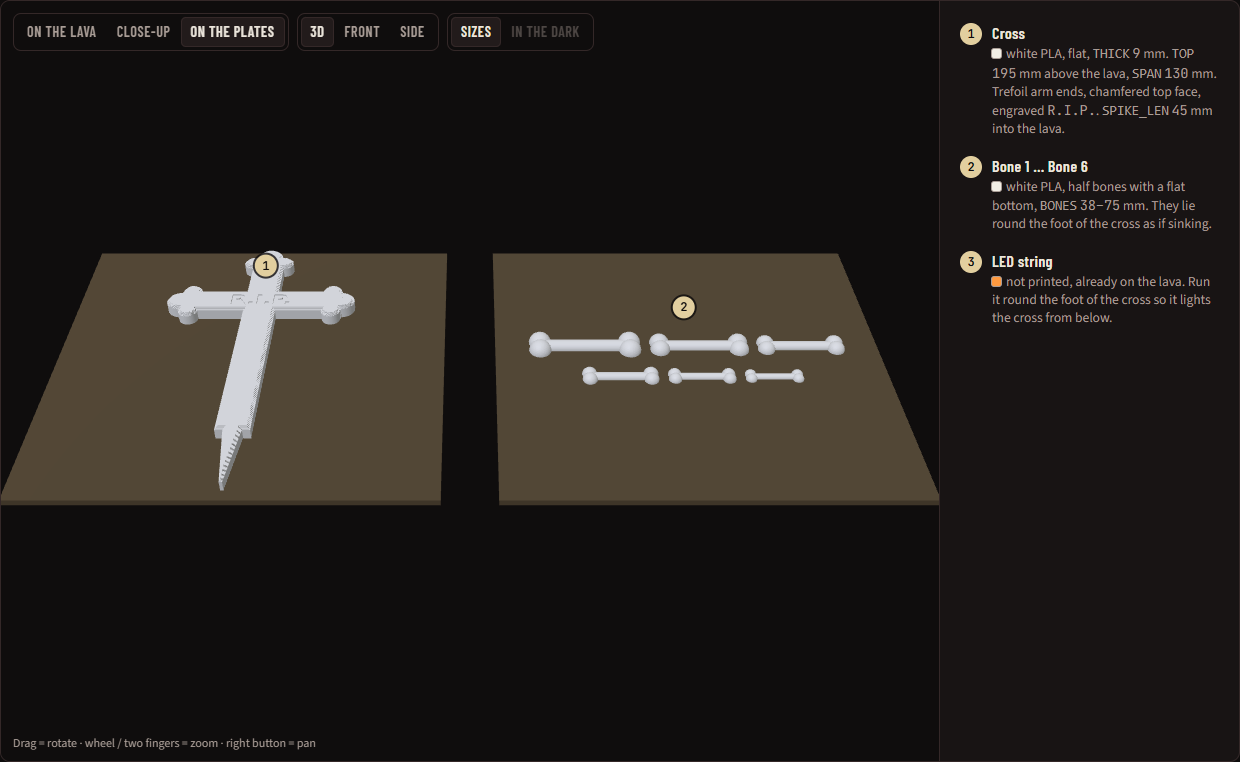 ON THE LAVA CLOSE-UP ON THE PLATES 3D FRONT SIDE SIZES IN THE DARK
1
R.I.P.
2
Drag = rotate · wheel / two fingers = zoom · right button = pan
1 Cross
white PLA, flat, THICK 9 mm. TOP
195 mm above the lava, SPAN 130 mm.
Trefoil arm ends, chamfered top face,
engraved R.I.P.. SPIKE_LEN 45 mm
into the lava.
2 Bone 1 ... Bone 6
white PLA, half bones with a flat
bottom, BONES 38–75 mm. They lie
round the foot of the cross as if sinking.
3 LED string
not printed, already on the lava. Run
it round the foot of the cross so it lights
the cross from below.